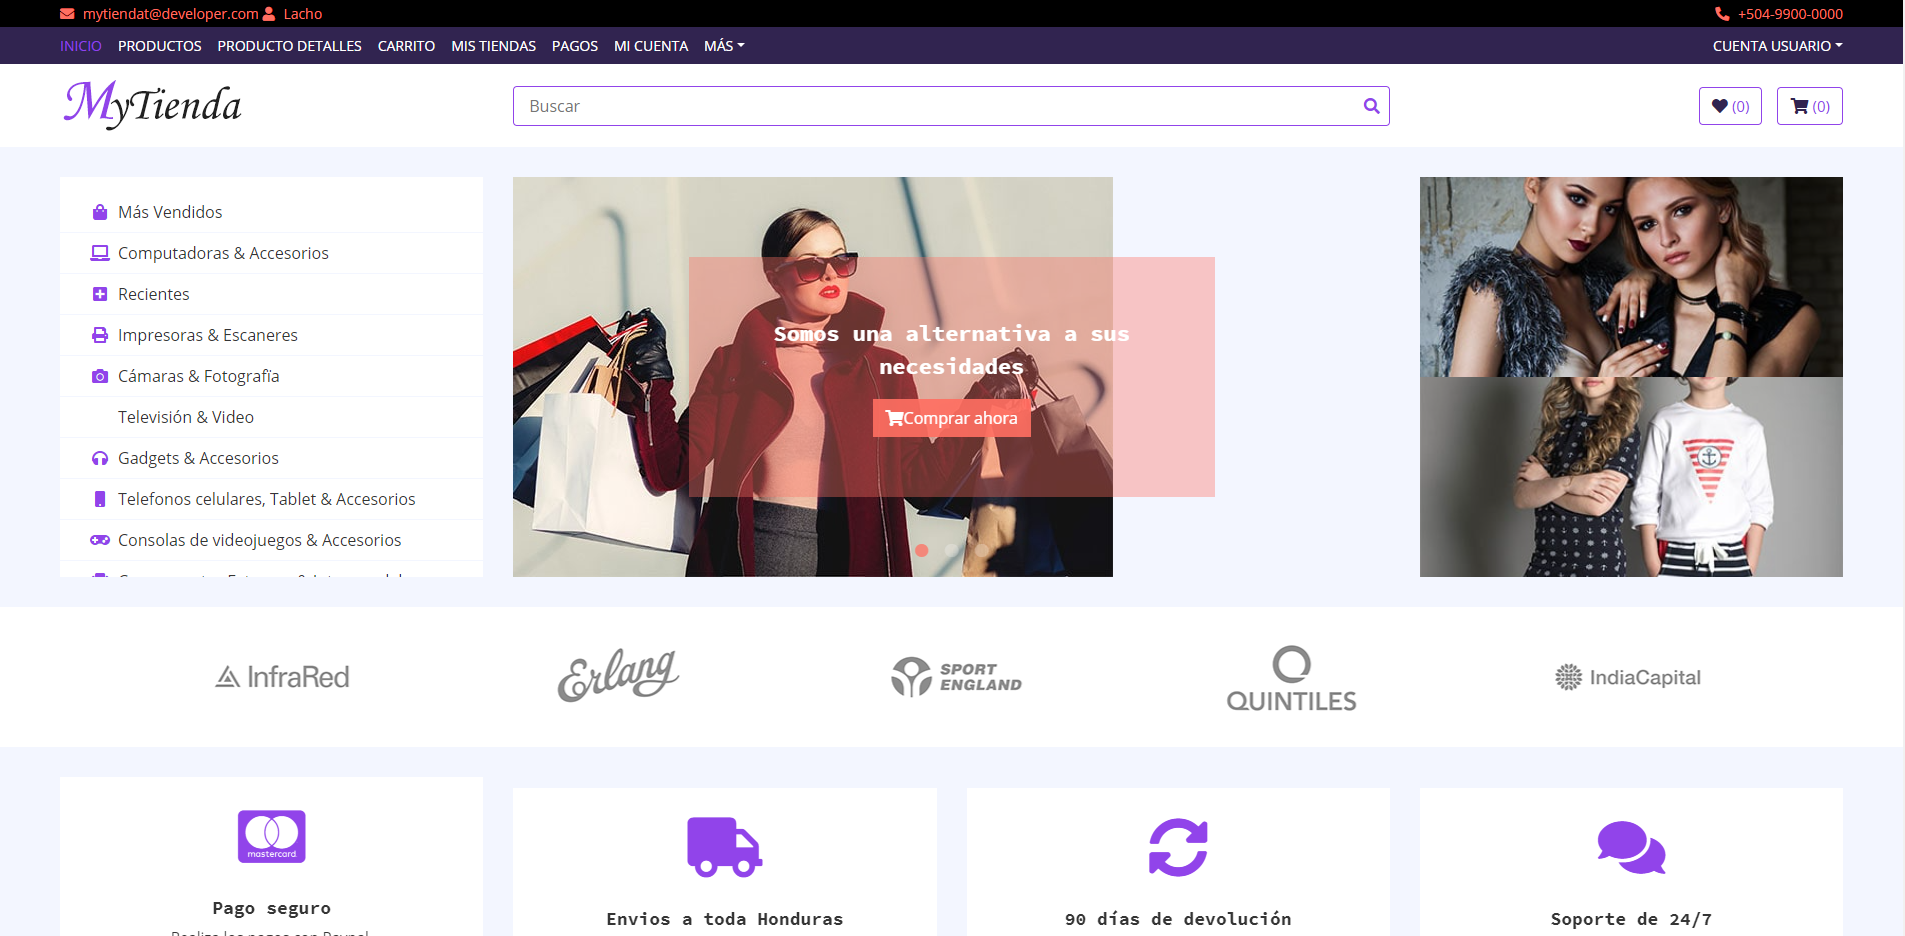 mytiendat@developer.com Lacho
+504-9900-0000
INICIO PRODUCTOS PRODUCTO DETALLES CARRITO MIS TIENDAS PAGOS MI CUENTA MÁS
CUENTA USUARIO
MyTienda
Buscar
(0)
(0)
Más Vendidos
Computadoras & Accesorios
Recientes
Impresoras & Escaneres
Cámaras & Fotografïa
Televisión & Video
Gadgets & Accesorios
Telefonos celulares, Tablet & Accesorios
Consolas de videojuegos & Accesorios
Somos una alternativa a sus
necesidades
Comprar ahora
InfraRed
Erlang
SPORT
ENGLAND
QUINTILES
IndiaCapital
mastercard
Pago seguro
Envios a toda Honduras
90 días de devolución
Soporte de 24/7